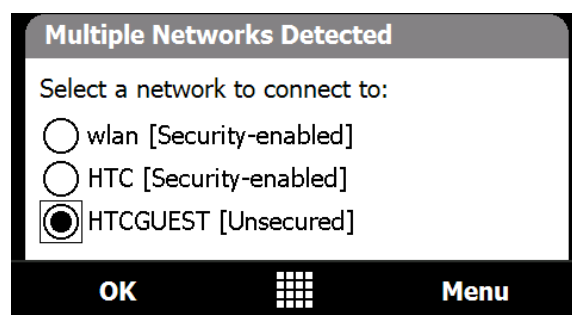 Multiple Networks Detected
Select a network to connect to:
wlan [Security-enabled]
HTC [Security-enabled]
HTCGUEST [Unsecured]
OK Menu